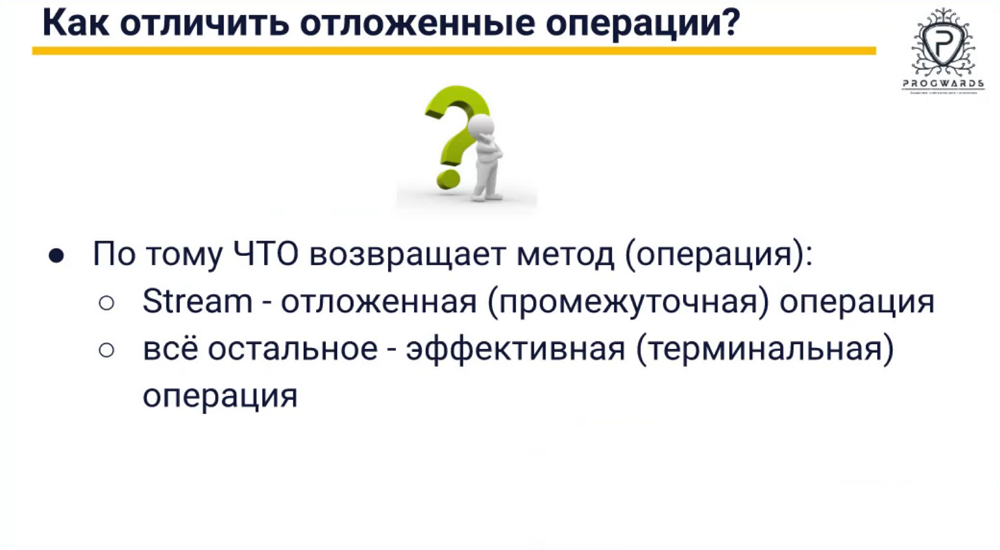 Как отличить отложенные операции?
PROGWARDS
● По тому ЧТО возвращает метод (операция):
○ Stream - отложенная (промежуточная) операция
○ всё остальное - эффективная (терминальная)
операция